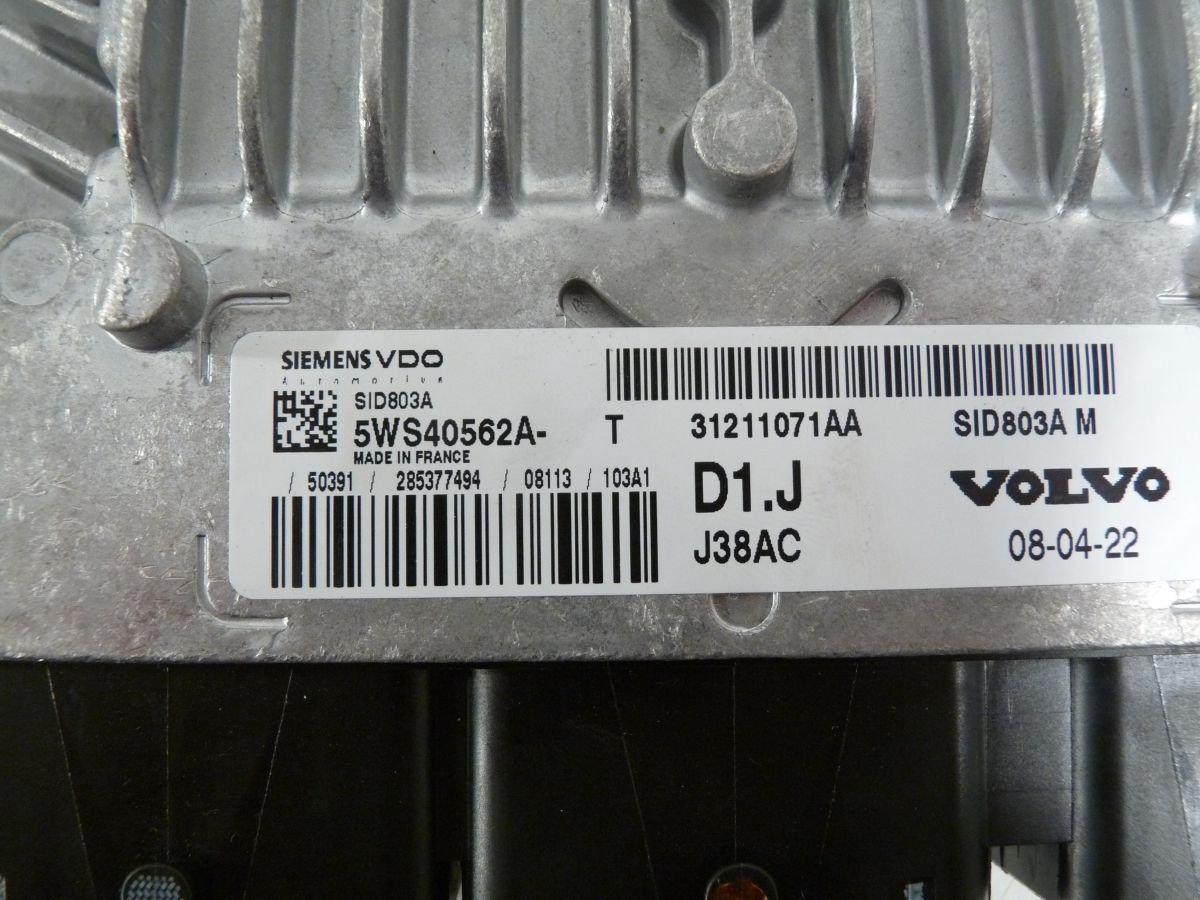 SIEMENS VDO
Automotive
SID803A
5WS40562A- T
MADE IN FRANCE
/ 50391 / 285377494 / 08113 / 103A1
31211071AA SID803A M
D1.J VOLVO
J38AC 08-04-22